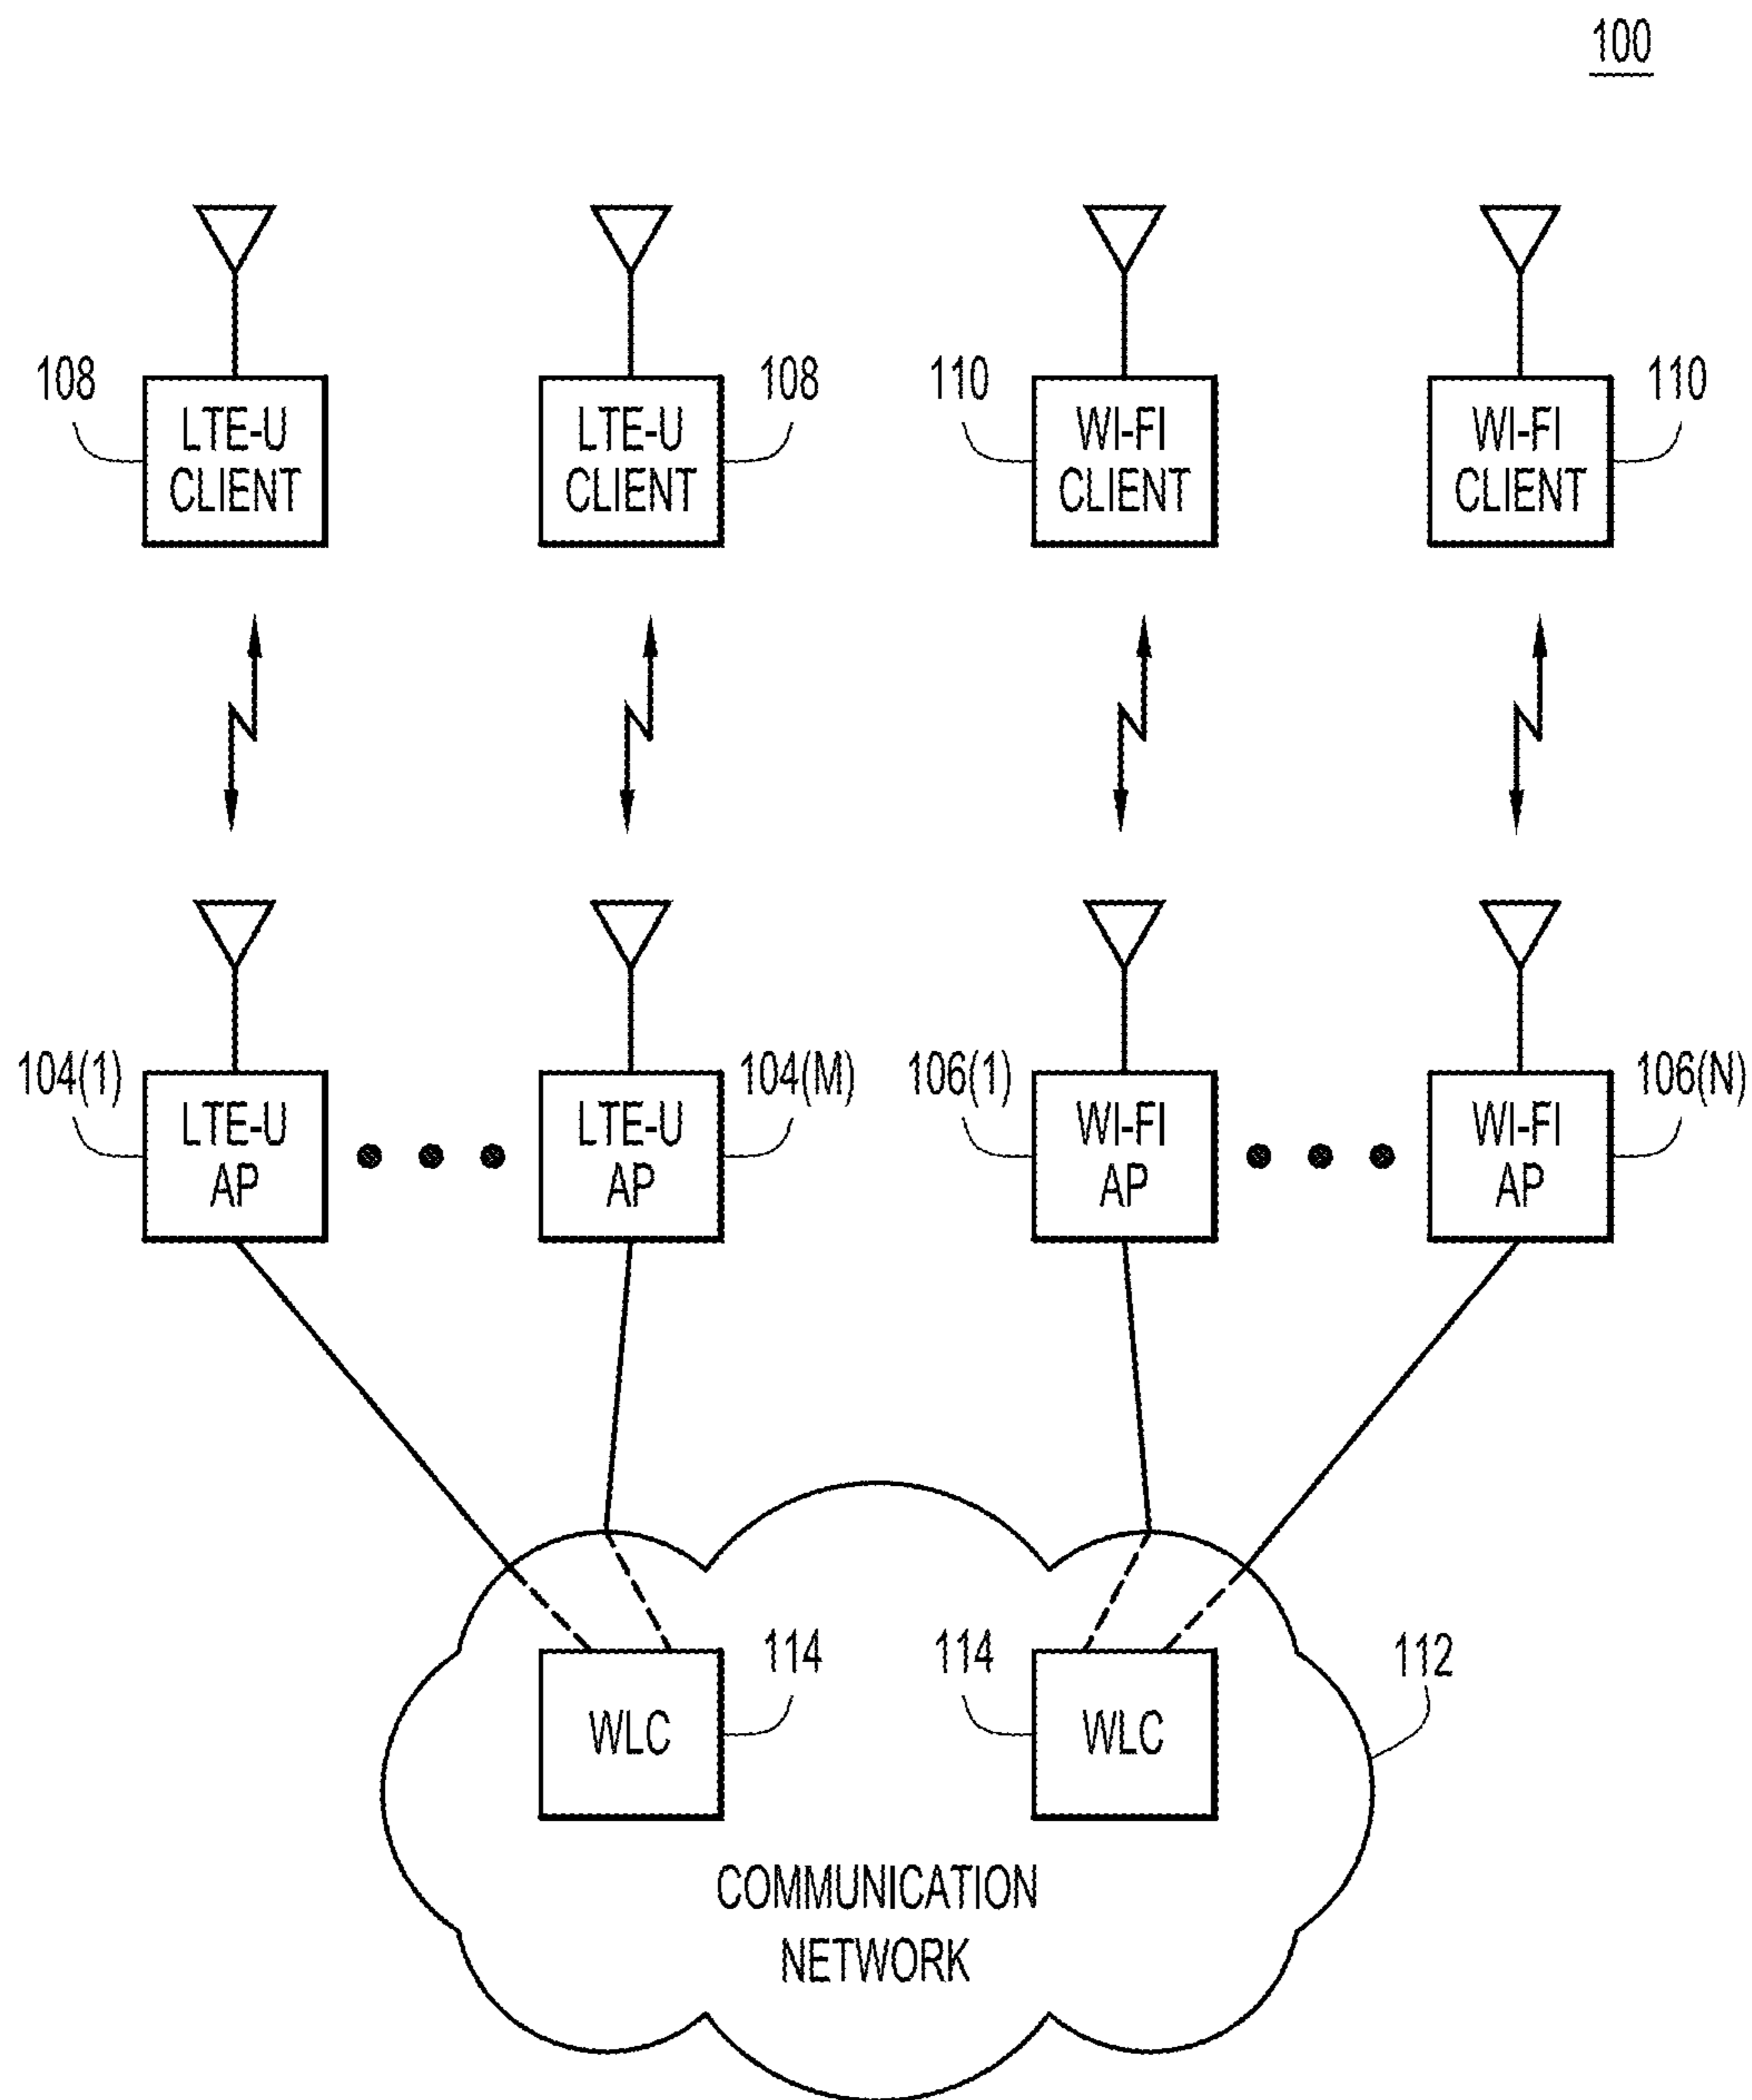 100
108
LTE-U
CLIENT
LTE-U
CLIENT
108
110
WI-FI
CLIENT
WI-FI
CLIENT
110
104(1)
LTE-U
AP
LTE-U
AP
104(M)
106(1)
WI-FI
AP
WI-FI
AP
106(N)
WLC
114
114
WLC
112
COMMUNICATION
NETWORK